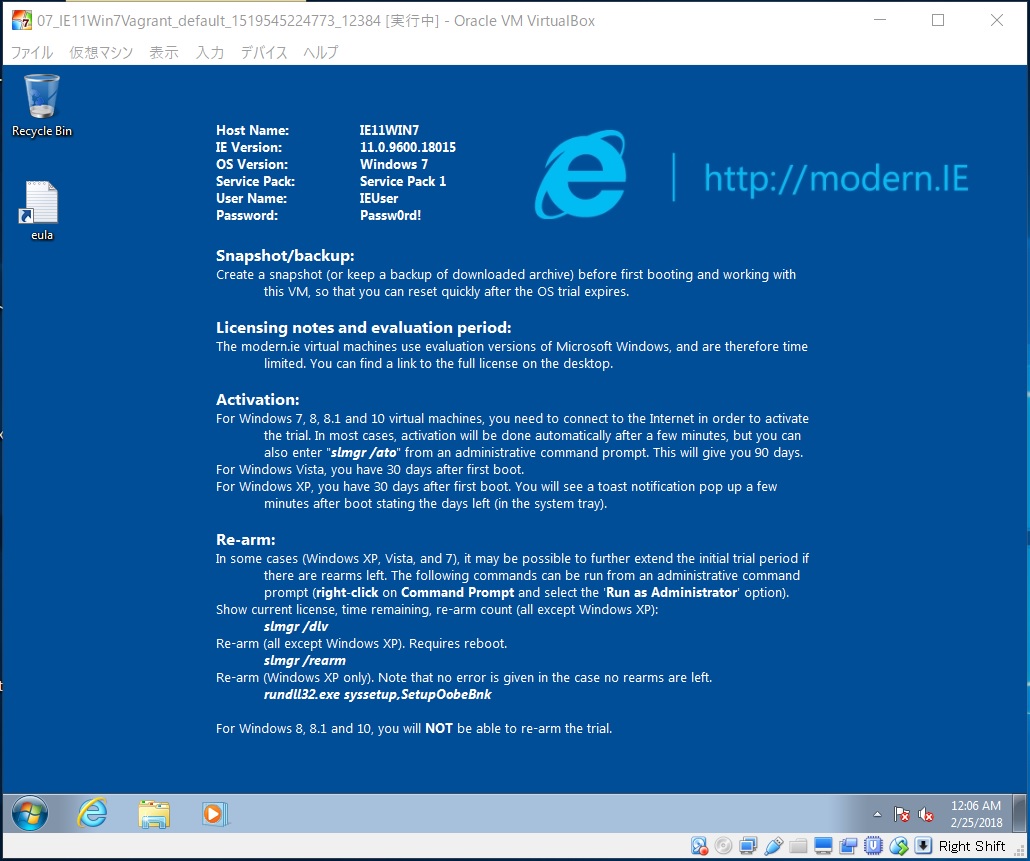 07_IE11Win7Vagrant_default_1519545224773_12384 [実行中] - Oracle VM VirtualBox
ファイル 仮想マシン 表示 入力 デバイス ヘルプ
Recycle Bin
eula
Host Name: IE11WIN7
IE Version: 11.0.9600.18015
OS Version: Windows 7
Service Pack: Service Pack 1
User Name: IEUser
Password: Passw0rd!
http://modern.IE
Snapshot/backup:
Create a snapshot (or keep a backup of downloaded archive) before first booting and working with
this VM, so that you can reset quickly after the OS trial expires.
Licensing notes and evaluation period:
The modern.ie virtual machines use evaluation versions of Microsoft Windows, and are therefore time
limited. You can find a link to the full license on the desktop.
Activation:
For Windows 7, 8, 8.1 and 10 virtual machines, you need to connect to the Internet in order to activate
the trial. In most cases, activation will be done automatically after a few minutes, but you can
also enter "slmgr /ato" from an administrative command prompt. This will give you 90 days.
For Windows Vista, you have 30 days after first boot.
For Windows XP, you have 30 days after first boot. You will see a toast notification pop up a few
minutes after boot stating the days left (in the system tray).
Re-arm:
In some cases (Windows XP, Vista, and 7), it may be possible to further extend the initial trial period if
there are rearms left. The following commands can be run from an administrative command
prompt (right-click on Command Prompt and select the 'Run as Administrator' option).
Show current license, time remaining, re-arm count (all except Windows XP):
slmgr /dlv
Re-arm (all except Windows XP). Requires reboot.
slmgr /rearm
Re-arm (Windows XP only). Note that no error is given in the case no rearms are left.
rundll32.exe syssetup,SetupOobeBnk
For Windows 8, 8.1 and 10, you will NOT be able to re-arm the trial.
12:06 AM
2/25/2018
Right Shift